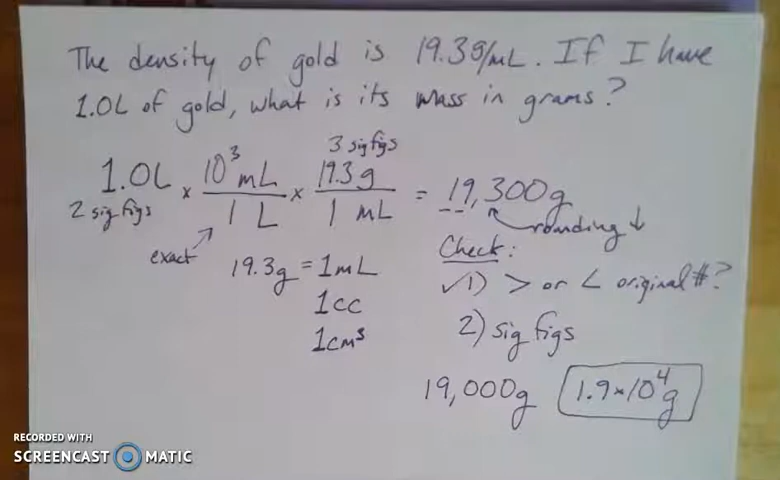 The density of gold is 19.3g/mL. If I have
1.0L of gold, what is its mass in grams?
3 sig figs
1.0L × 10³ mL / 1 L × 19.3g / 1 mL = 19,300g
2 sig figs
exact
rounding ↓
19.3g = 1mL
1cc
1cm³
Check:
✓1) > or < original #?
2) sig figs
19,000g 1.9×10⁴g
RECORDED WITH
SCREENCAST MATIC